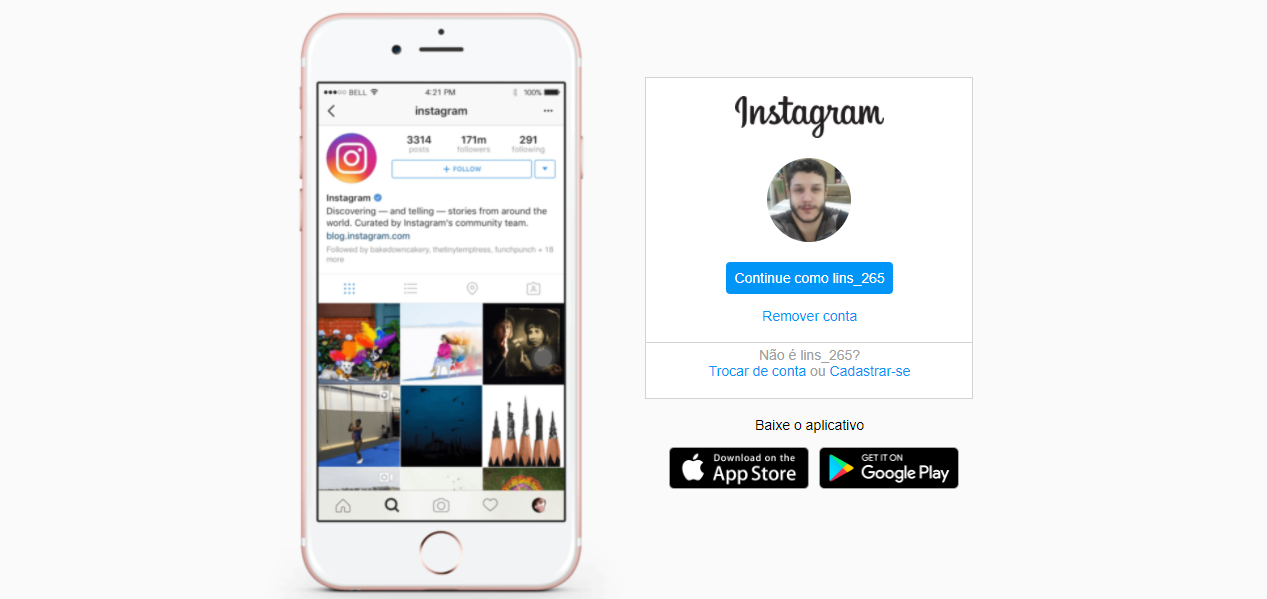 BELL
4:21 PM
100%
instagram
3314
posts
171m
followers
291
following
+ FOLLOW
Instagram
Discovering — and telling — stories from around the
world. Curated by Instagram's community team.
blog.instagram.com
Followed by bakedowncakery, thetinytemptress, funchpunch + 18
more
Instagram
Continue como lins_265
Remover conta
Não é lins_265?
Trocar de conta ou Cadastrar-se
Baixe o aplicativo
Download on the
App Store
GET IT ON
Google Play